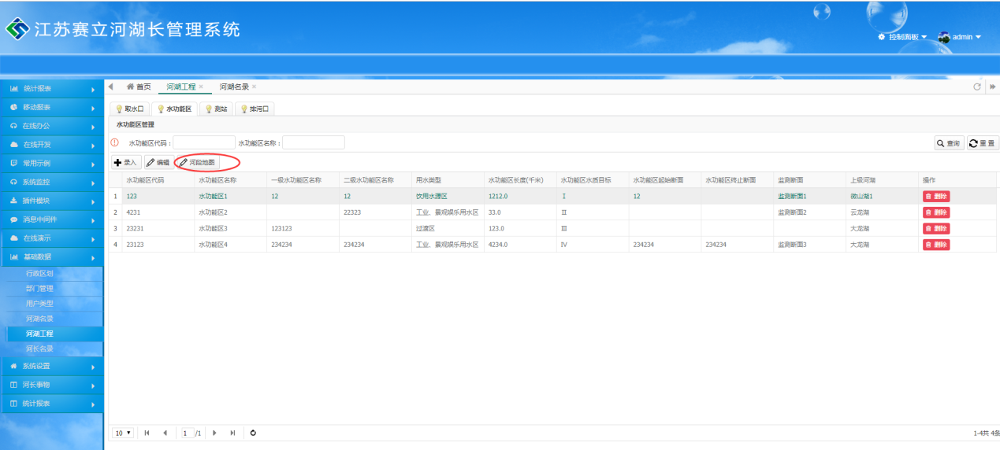 江苏赛立河湖长管理系统
控制面板 admin
统计报表
移动报表
在线办公
在线开发
常用示例
系统监控
插件模块
消息中间件
在线演示
基础数据
行政区划
部门管理
用户类型
河湖名录
河湖工程
河长名录
系统设置
河长事物
统计报表
首页 河湖工程 × 河湖名录 ×
取水口 水功能区 测站 排污口
水功能区管理
水功能区代码： 水功能区名称： 查询 重置
录入 编辑 河段地图
水功能区代码 水功能区名称 一级水功能区名称 二级水功能区名称 用水类型 水功能区长度(千米) 水功能区水质目标 水功能区起始断面 水功能区终止断面 监测断面 上级河湖 操作
1 123 水功能区1 12 12 饮用水源区 1212.0 I 12 监测断面1 微山湖1 删除
2 4231 水功能区2 22323 工业、景观娱乐用水区 33.0 II 监测断面2 云龙湖 删除
3 23231 水功能区3 123123 过渡区 123.0 III 大龙湖 删除
4 23123 水功能区4 234234 234234 工业、景观娱乐用水区 4234.0 IV 234234 234234 监测断面3 大龙湖 删除
10 1 /1 1-4共 4条